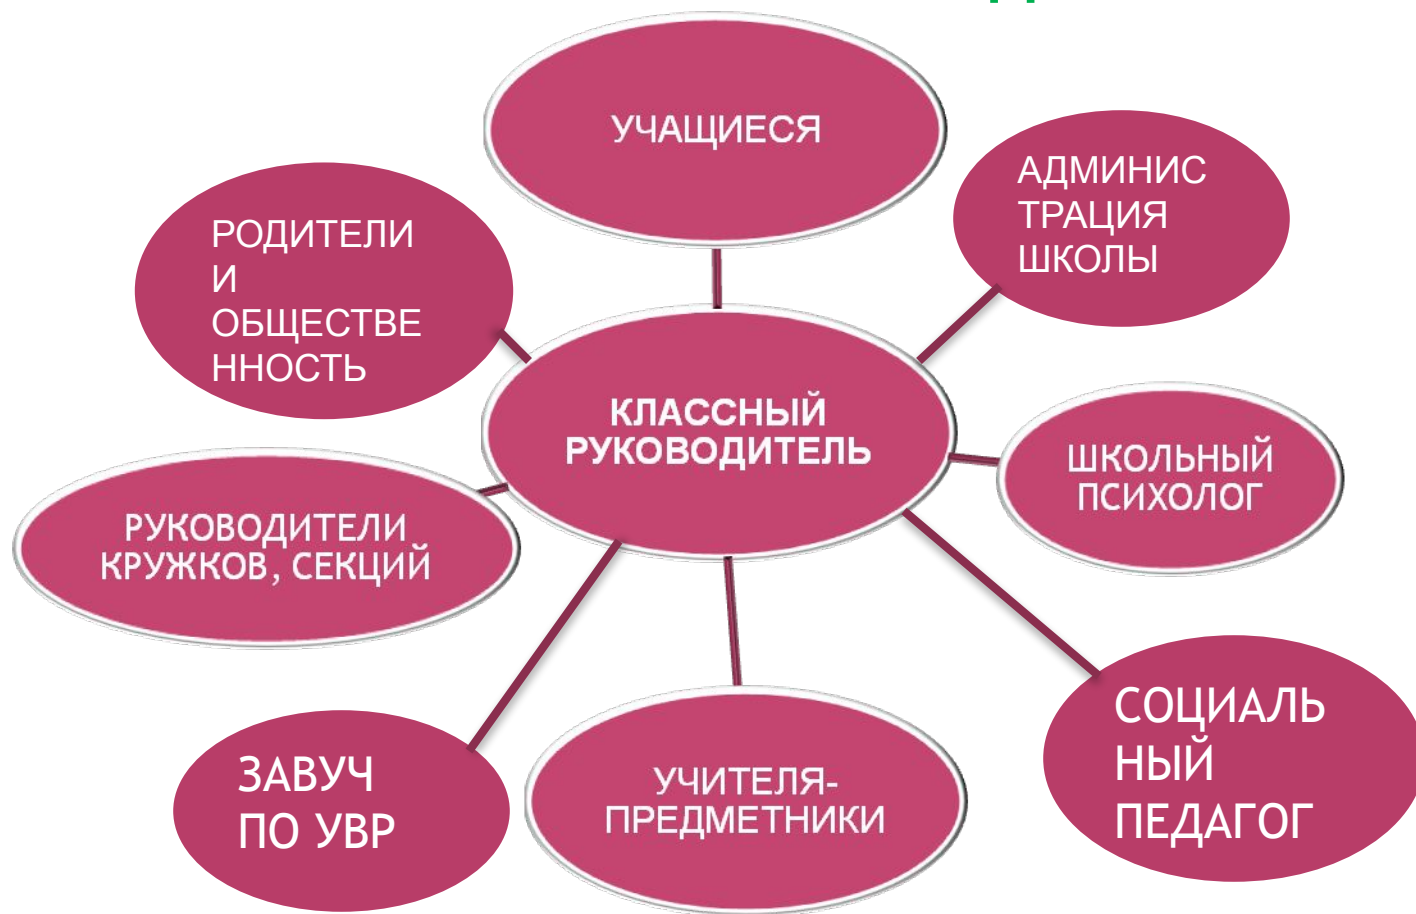 УЧАЩИЕСЯ
АДМИНИС
ТРАЦИЯ
ШКОЛЫ
РОДИТЕЛИ
И
ОБЩЕСТВЕ
ННОСТЬ
КЛАССНЫЙ
РУКОВОДИТЕЛЬ
ШКОЛЬНЫЙ
ПСИХОЛОГ
РУКОВОДИТЕЛИ
КРУЖКОВ, СЕКЦИЙ
СОЦИАЛЬ
НЫЙ
ПЕДАГОГ
ЗАВУЧ
ПО УВР
УЧИТЕЛЯ-
ПРЕДМЕТНИКИ